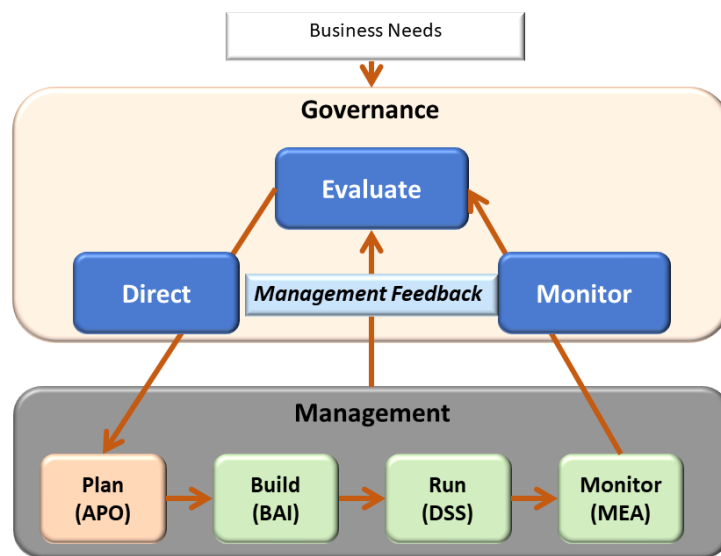 Business Needs
Governance
Evaluate
Direct
Management Feedback
Monitor
Management
Plan
(APO)
Build
(BAI)
Run
(DSS)
Monitor
(MEA)